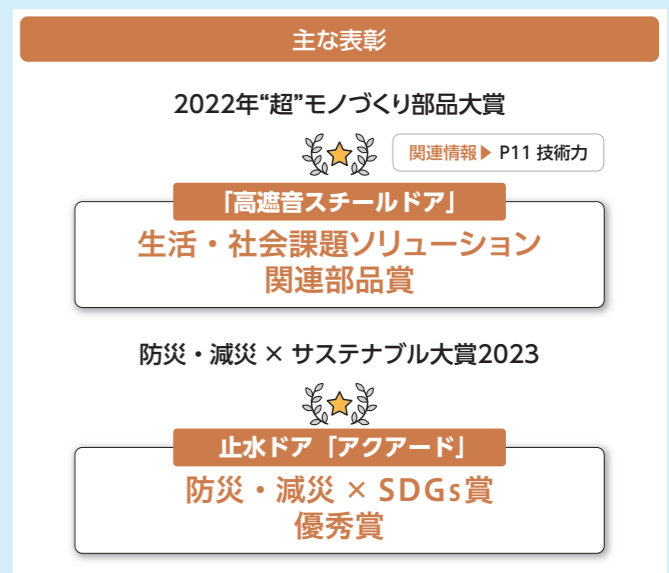 主な表彰
2022年“超”モノづくり部品大賞
関連情報▶ P11 技術力
「高遮音スチールドア」
生活・社会課題ソリューション
関連部品賞
防災・減災 × サステナブル大賞2023
止水ドア「アクアード」
防災・減災 × SDGs賞
優秀賞